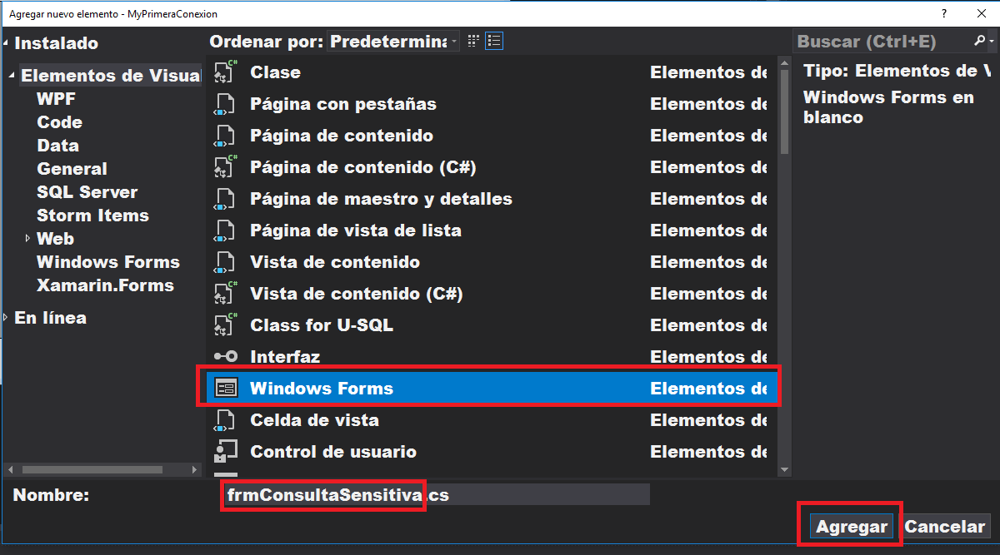 Agregar nuevo elemento - MyPrimeraConexion
?
Instalado
Elementos de Visual
WPF
Code
Data
General
SQL Server
Storm Items
Web
Windows Forms
Xamarin.Forms
En línea
Ordenar por: Predetermina
Clase Elementos de
Página con pestañas Elementos de
Página de contenido Elementos de
Página de contenido (C#) Elementos de
Página de maestro y detalles Elementos de
Página de vista de lista Elementos de
Vista de contenido Elementos de
Vista de contenido (C#) Elementos de
Class for U-SQL Elementos de
Interfaz Elementos de
Windows Forms Elementos de
Celda de vista Elementos de
Control de usuario Elementos de
Buscar (Ctrl+E)
Tipo: Elementos de V
Windows Forms en
blanco
Nombre: frmConsultaSensitiva.cs
Agregar Cancelar